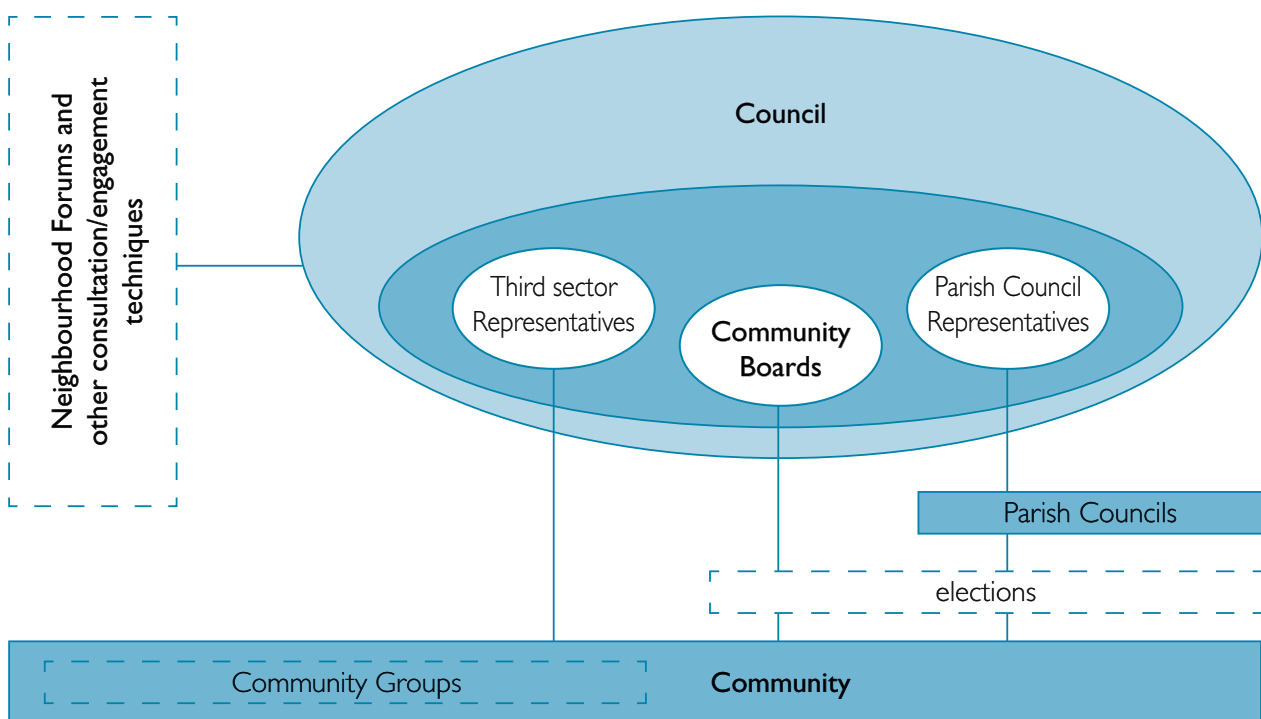 Neighbourhood Forums and
other consultation/engagement
techniques
Council
Third sector
Representatives
Community
Boards
Parish Council
Representatives
Parish Councils
elections
Community Groups
Community